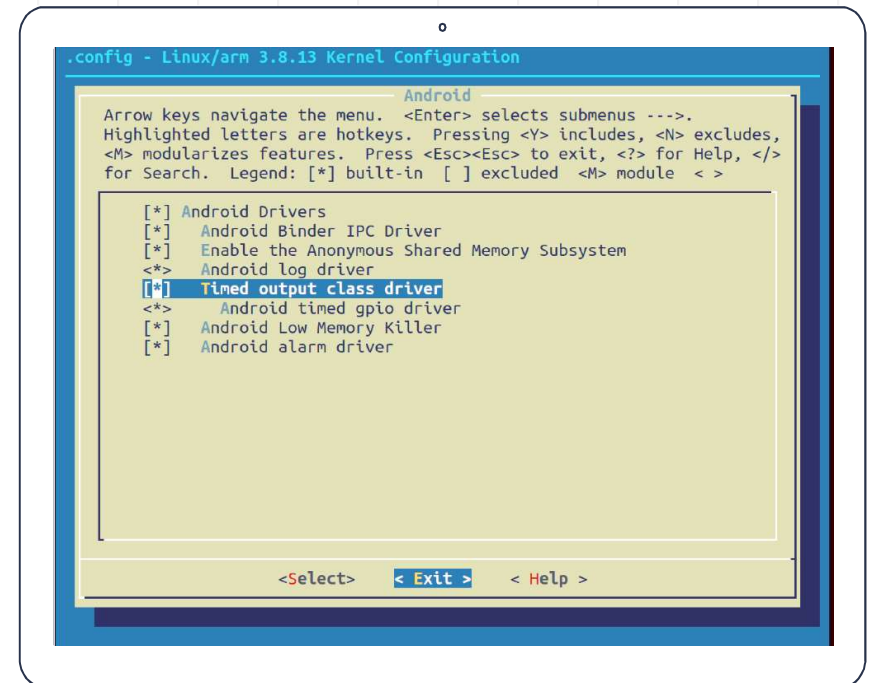 .config - Linux/arm 3.8.13 Kernel Configuration
Android
Arrow keys navigate the menu.  <Enter> selects submenus --->.
Highlighted letters are hotkeys.  Pressing <Y> includes, <N> excludes,
<M> modularizes features.  Press <Esc><Esc> to exit, <?> for Help, </>
for Search.  Legend: [*] built-in  [ ] excluded  <M> module  < >
[*] Android Drivers
[*]   Android Binder IPC Driver
[*]   Enable the Anonymous Shared Memory Subsystem
<*>   Android log driver
[*]   Timed output class driver
<*>     Android timed gpio driver
[*]   Android Low Memory Killer
[*]   Android alarm driver
<Select>    < Exit >    < Help >